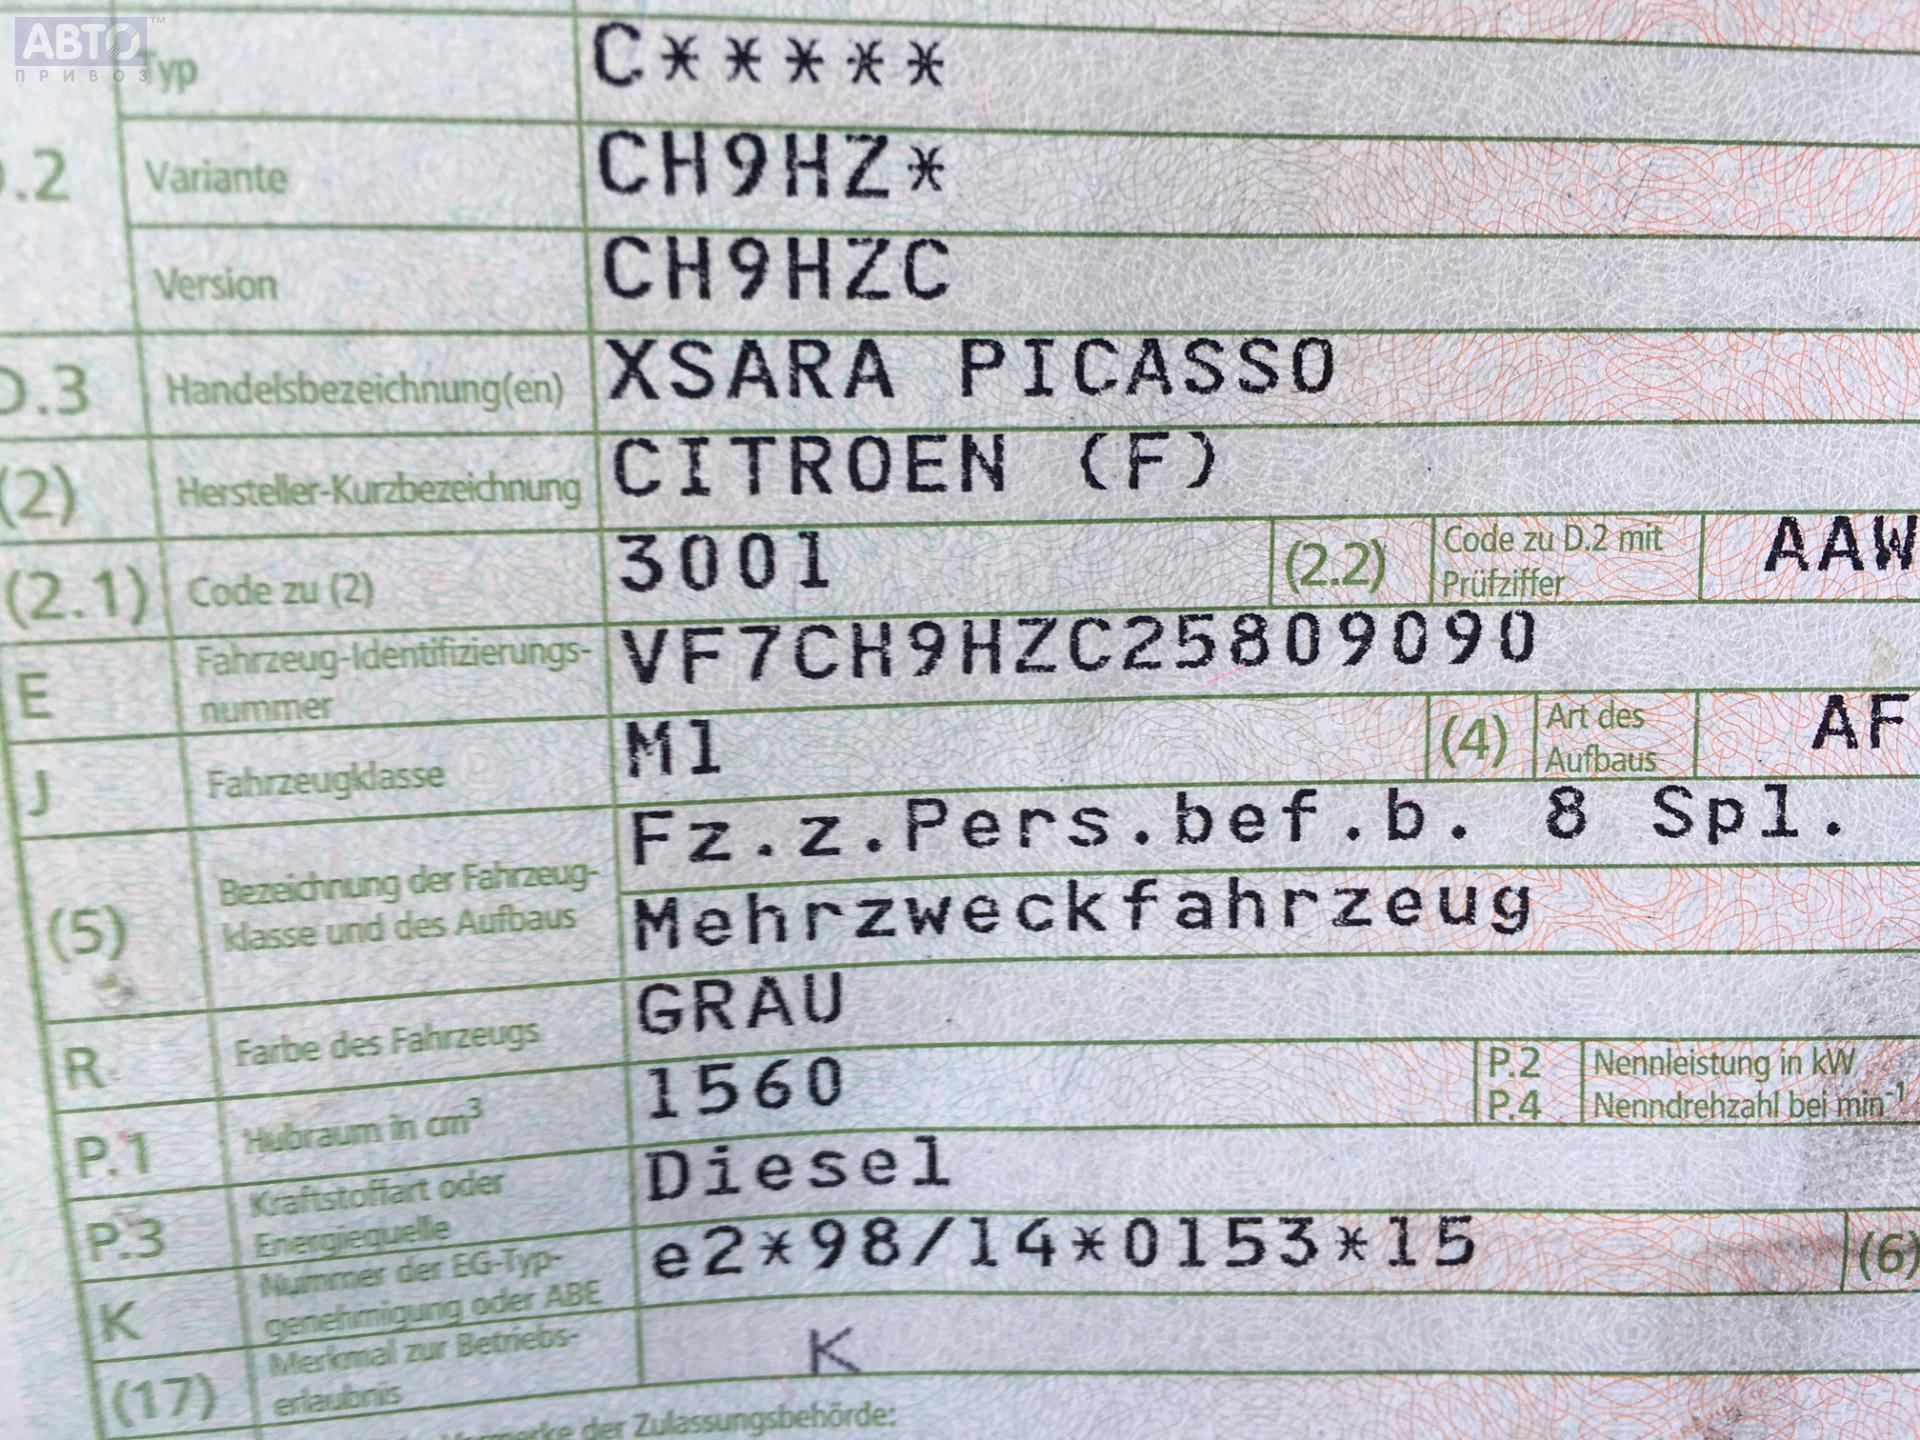 АВТО™
ПРИВОЗ
Typ C*****
.2 Variante CH9HZ*
Version CH9HZC
D.3 Handelsbezeichnung(en) XSARA PICASSO
(2) Hersteller-Kurzbezeichnung CITROEN (F)
(2.1) Code zu (2) 3001 (2.2) Code zu D.2 mit Prüfziffer AAW
E Fahrzeug-Identifizierungs-
nummer VF7CH9HZC25809090
J Fahrzeugklasse M1 (4) Art des Aufbaus AF
(5) Bezeichnung der Fahrzeug- Fz.z.Pers.bef.b. 8 Spl.
klasse und des Aufbaus Mehrzweckfahrzeug
R Farbe des Fahrzeugs GRAU
P.1 Hubraum in cm³ 1560 P.2 Nennleistung in kW
P.4 Nenndrehzahl bei min⁻¹
P.3 Kraftstoffart oder
Energiequelle Diesel
K Nummer der EG-Typ-
genehmigung oder ABE e2*98/14*0153*15 (6)
(17) Merkmal zur Betriebs-
erlaubnis K
Vermerke der Zulassungsbehörde: